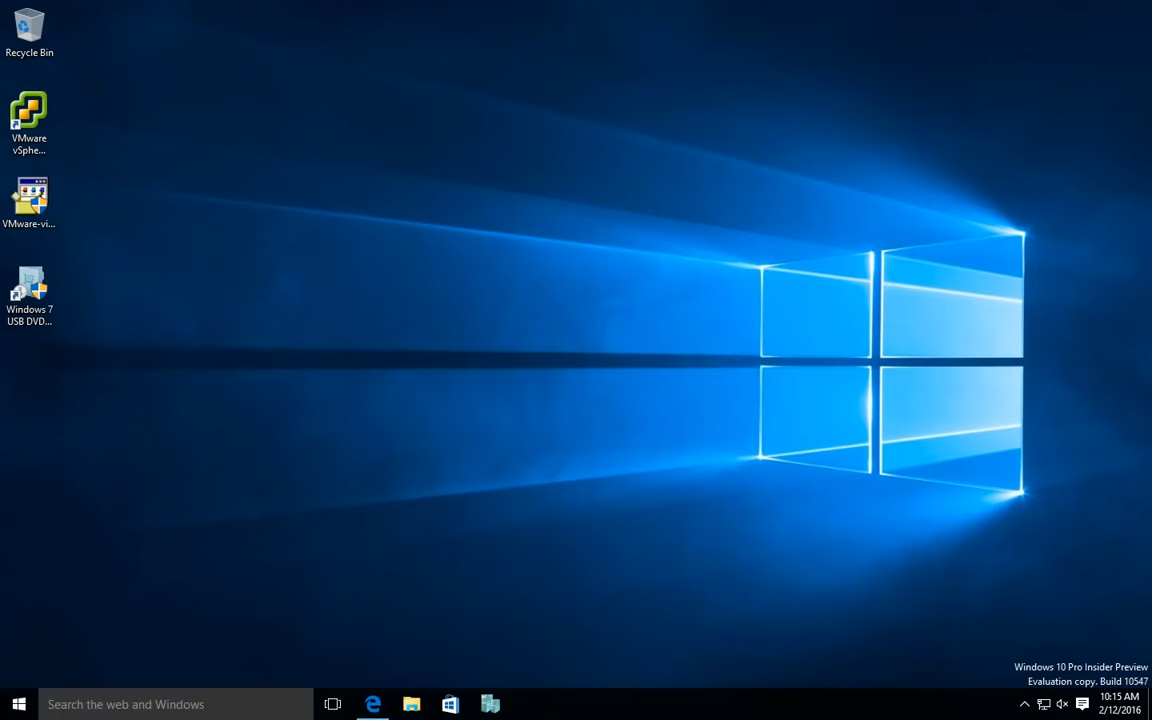 Recycle Bin
VMware
vSphe...
VMware-vi...
Windows 7
USB DVD...
Windows 10 Pro Insider Preview
Evaluation copy. Build 10547
Search the web and Windows
10:15 AM
2/12/2016